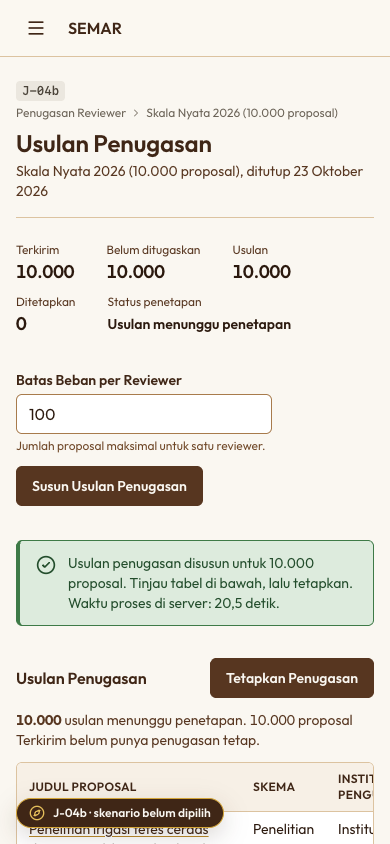 SEMAR
J-04b
Penugasan Reviewer > Skala Nyata 2026 (10.000 proposal)
Usulan Penugasan
Skala Nyata 2026 (10.000 proposal), ditutup 23 Oktober
2026
Terkirim Belum ditugaskan Usulan
10.000 10.000 10.000
Ditetapkan Status penetapan
0 Usulan menunggu penetapan
Batas Beban per Reviewer
100
Jumlah proposal maksimal untuk satu reviewer.
Susun Usulan Penugasan
Usulan penugasan disusun untuk 10.000
proposal. Tinjau tabel di bawah, lalu tetapkan.
Waktu proses di server: 20,5 detik.
Usulan Penugasan Tetapkan Penugasan
10.000 usulan menunggu penetapan. 10.000 proposal
Terkirim belum punya penugasan tetap.
JUDUL PROPOSAL SKEMA
J-04b · skenario belum dipilih
Penelitian irigasi tetes cerdas Penelitian